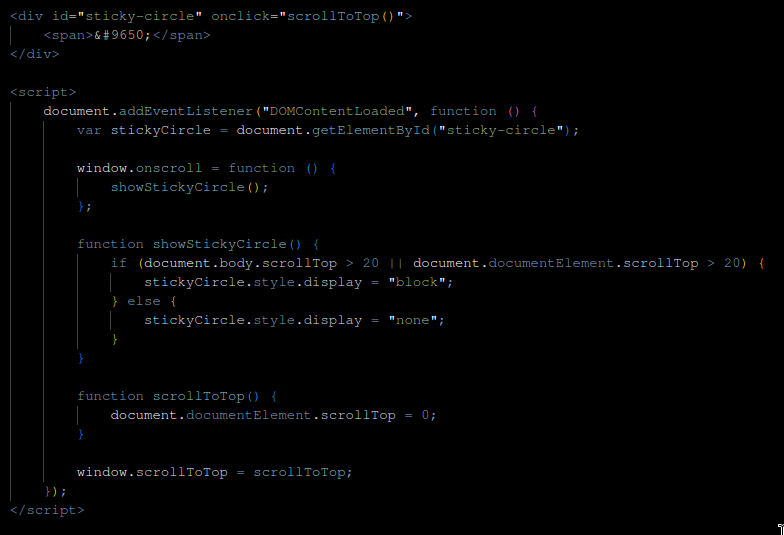 <div id="sticky-circle" onclick="scrollToTop()">
    <span>&#9650;</span>
</div>

<script>
    document.addEventListener("DOMContentLoaded", function () {
        var stickyCircle = document.getElementById("sticky-circle");

        window.onscroll = function () {
            showStickyCircle();
        };

        function showStickyCircle() {
            if (document.body.scrollTop > 20 || document.documentElement.scrollTop > 20) {
                stickyCircle.style.display = "block";
            } else {
                stickyCircle.style.display = "none";
            }
        }

        function scrollToTop() {
            document.documentElement.scrollTop = 0;
        }

        window.scrollToTop = scrollToTop;
    });
</script>